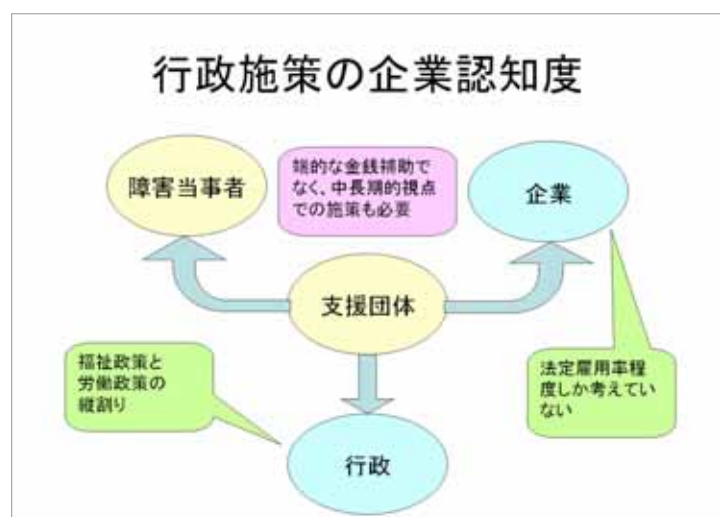 行政施策の企業認知度
障害当事者
端的な金銭補助で
なく、中長期的視点
での施策も必要
企業
支援団体
福祉政策と
労働政策の
縦割り
法定雇用率程
度しか考えてい
ない
行政